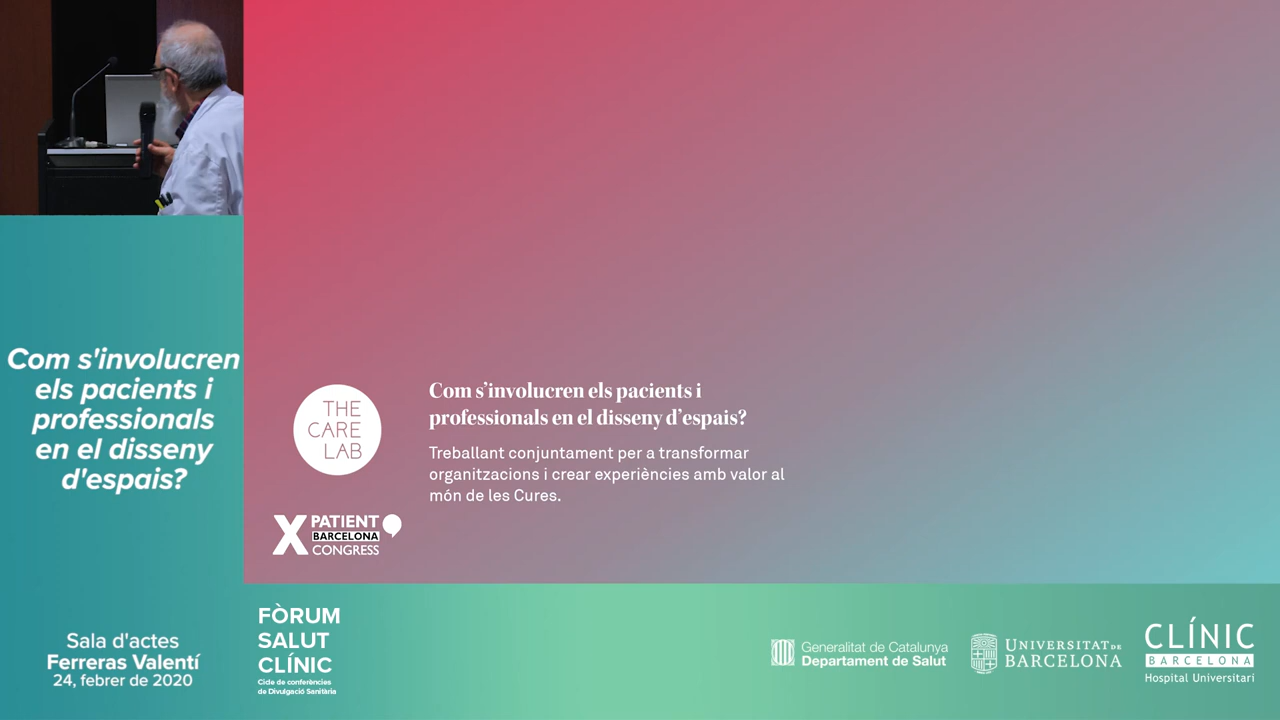 Com s'involucren
els pacients i
professionals
en el disseny
d'espais?
Sala d'actes
Ferreras Valentí
24, febrer de 2020
THE
CARE
LAB
Com s’involucren els pacients i
professionals en el disseny d’espais?
Treballant conjuntament per a transformar
organitzacions i crear experiències amb valor al
món de les Cures.
X PATIENT
BARCELONA
CONGRESS
FÒRUM
SALUT
CLÍNIC
Cicle de conferències
de Divulgació Sanitària
Generalitat de Catalunya
Departament de Salut
UNIVERSITAT DE
BARCELONA
CLÍNIC
BARCELONA
Hospital Universitari